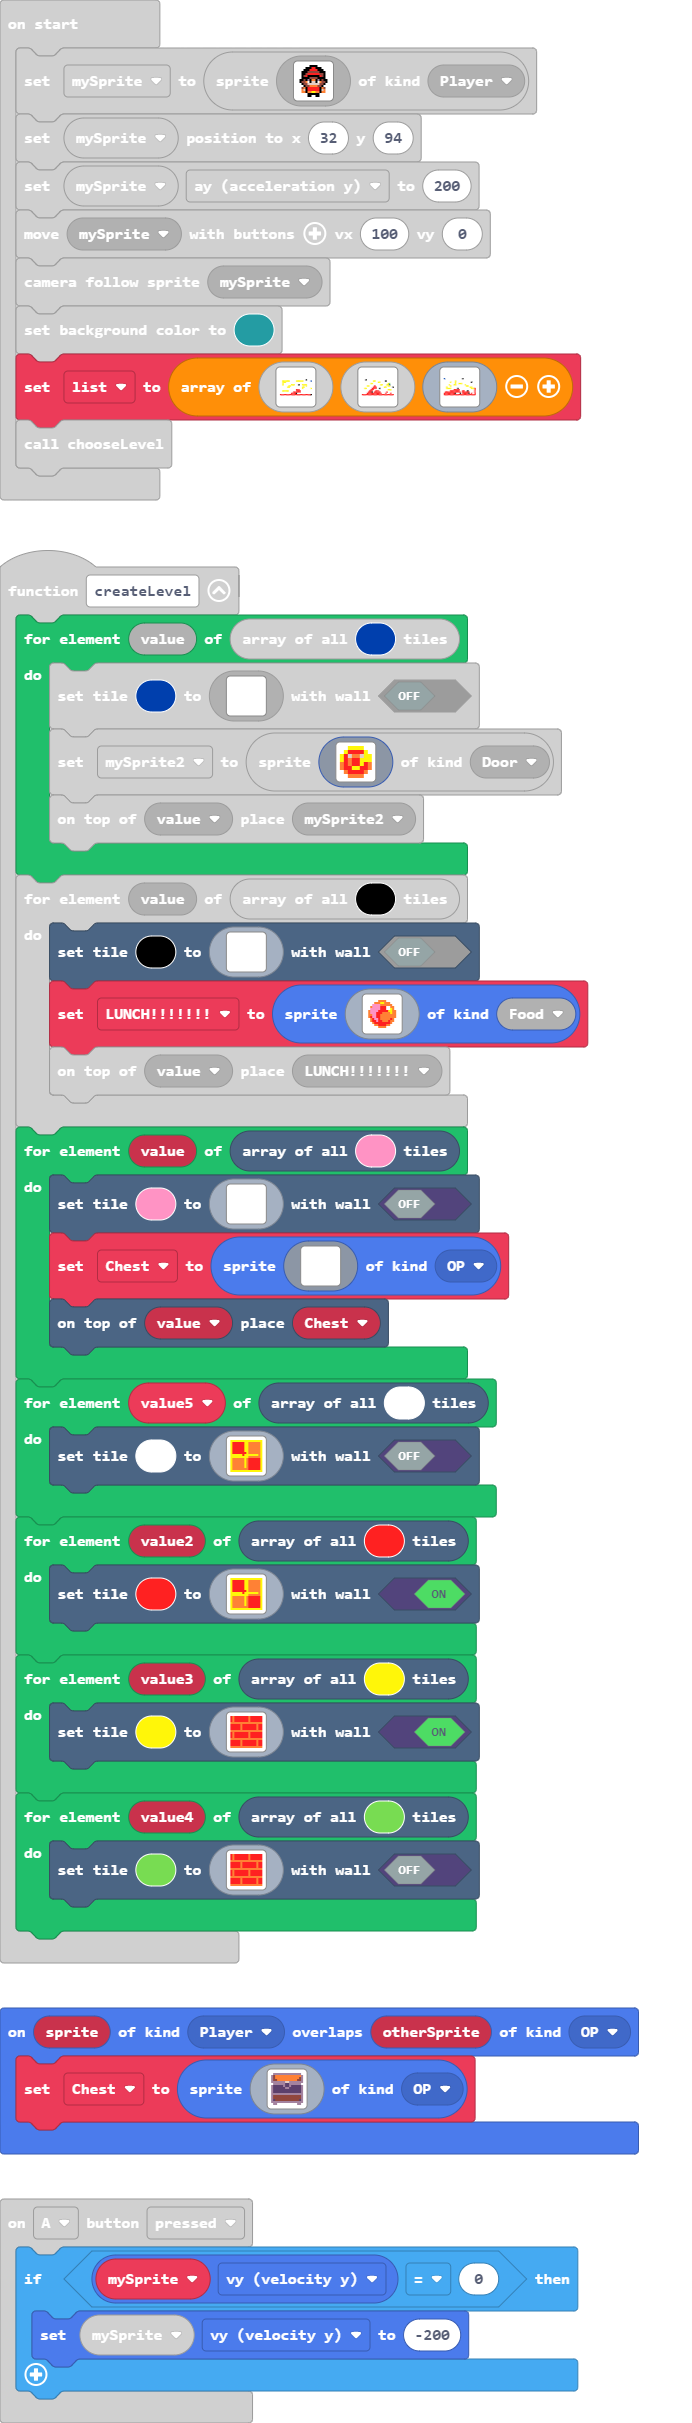 on start
set mySprite to sprite of kind Player
set mySprite position to x 32 y 94
set mySprite ay (acceleration y) to 200
move mySprite with buttons vx 100 vy 0
camera follow sprite mySprite
set background color to
set list to array of
call chooseLevel
function createLevel
for element value of array of all tiles
do
set tile to with wall OFF
set mySprite2 to sprite of kind Door
on top of value place mySprite2
for element value of array of all tiles
do
set tile to with wall OFF
set LUNCH!!!!!!! to sprite of kind Food
on top of value place LUNCH!!!!!!!
for element value of array of all tiles
do
set tile to with wall OFF
set Chest to sprite of kind OP
on top of value place Chest
for element value5 of array of all tiles
do
set tile to with wall OFF
for element value2 of array of all tiles
do
set tile to with wall ON
for element value3 of array of all tiles
do
set tile to with wall ON
for element value4 of array of all tiles
do
set tile to with wall OFF
on sprite of kind Player overlaps otherSprite of kind OP
set Chest to sprite of kind OP
on A button pressed
if mySprite vy (velocity y) = 0 then
set mySprite vy (velocity y) to -200